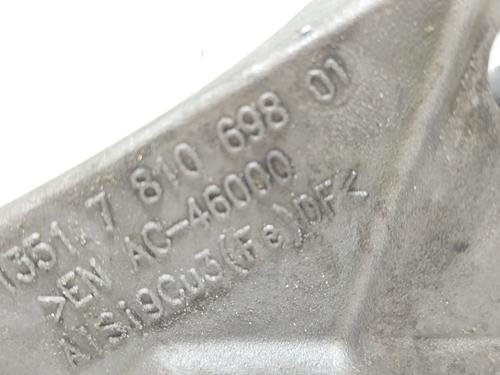 1351.7 810 698 01
>EN AC-46000
AlSi9Cu3(Fe)DF<